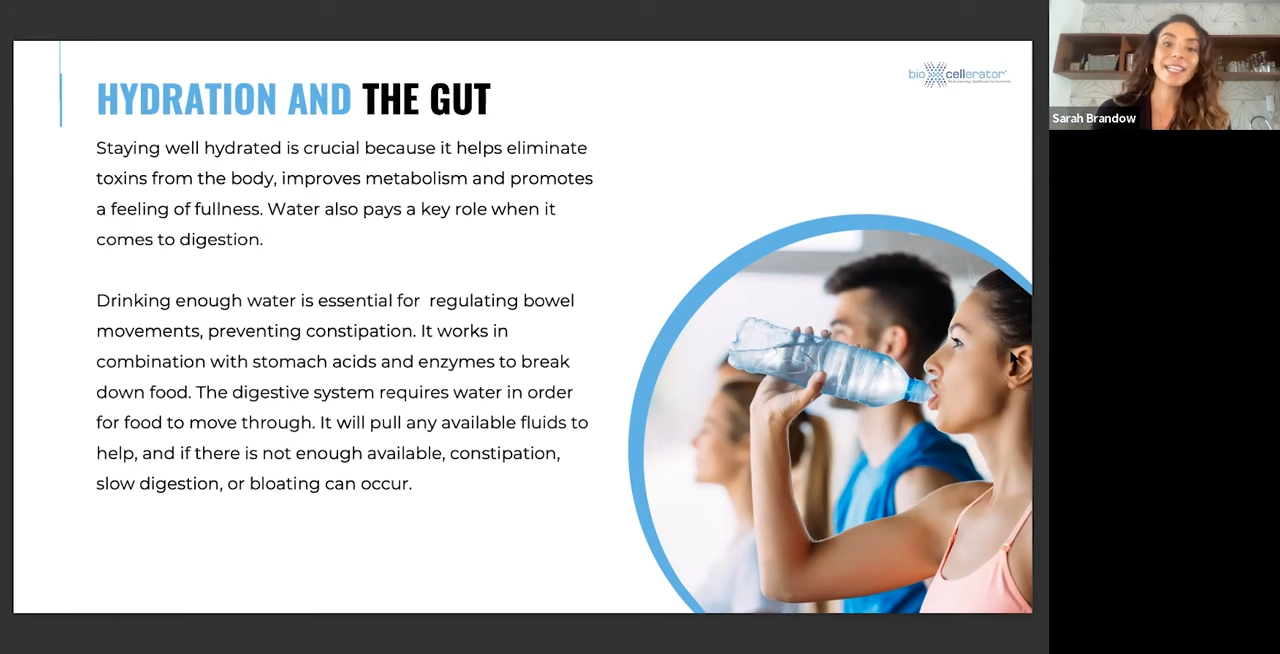 HYDRATION AND THE GUT
bio cellerator
Sarah Brandow
Staying well hydrated is crucial because it helps eliminate
toxins from the body, improves metabolism and promotes
a feeling of fullness. Water also pays a key role when it
comes to digestion.
Drinking enough water is essential for  regulating bowel
movements, preventing constipation. It works in
combination with stomach acids and enzymes to break
down food. The digestive system requires water in order
for food to move through. It will pull any available fluids to
help, and if there is not enough available, constipation,
slow digestion, or bloating can occur.